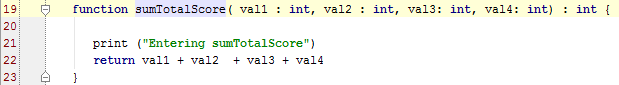 19 function sumTotalScore( val1 : int, val2 : int, val3: int, val4: int) : int {
20
21 print ("Entering sumTotalScore")
22 return val1 + val2  + val3 + val4
23 }